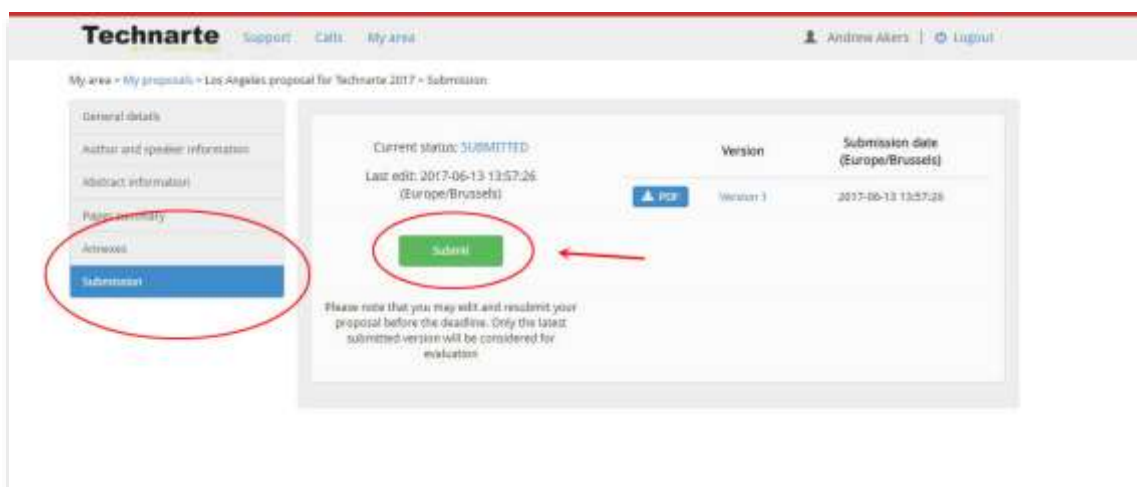 Technarte Support Calls My area Andrew Akers | Logout
My area > My proposals > Los Angeles proposal for Technarte 2017 > Submission
General details
Author and speaker information
Abstract information
Paper summary
Annexes
Submission
Current status: SUBMITTED
Last edit: 2017-06-13 13:57:26
(Europe/Brussels)
Submit
Please note that you may edit and resubmit your
proposal before the deadline. Only the latest
submitted version will be considered for
evaluation
Version Submission date
(Europe/Brussels)
PDF Version 1 2017-06-13 13:57:26